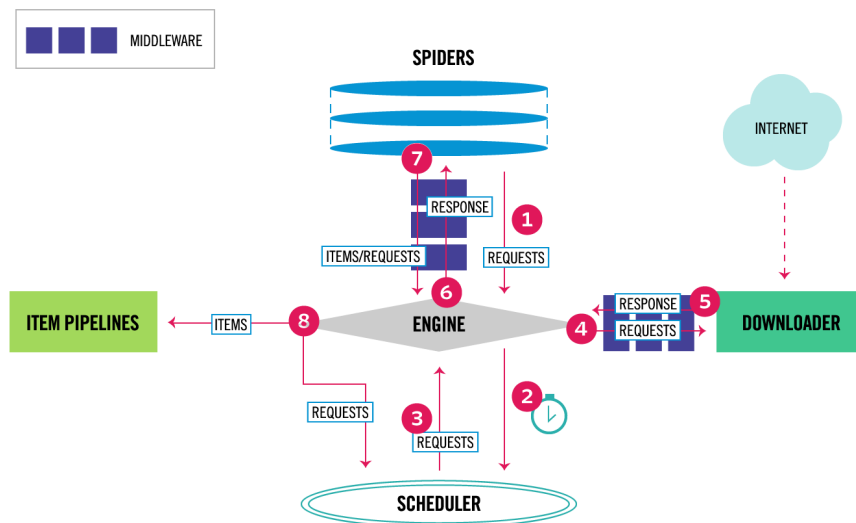 MIDDLEWARE
SPIDERS
INTERNET
7
RESPONSE
1
ITEMS/REQUESTS
REQUESTS
6
ITEM PIPELINES
ITEMS
8
ENGINE
4
RESPONSE
5
REQUESTS
DOWNLOADER
2
REQUESTS
3
REQUESTS
SCHEDULER